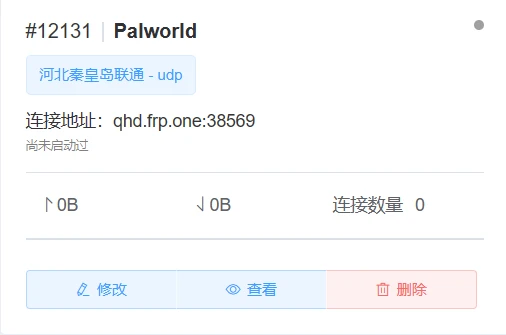 #12131 | Palworld
河北秦皇岛联通 - udp
连接地址：qhd.frp.one:38569
尚未启动过
↑0B ↓0B 连接数量 0
修改 查看 删除